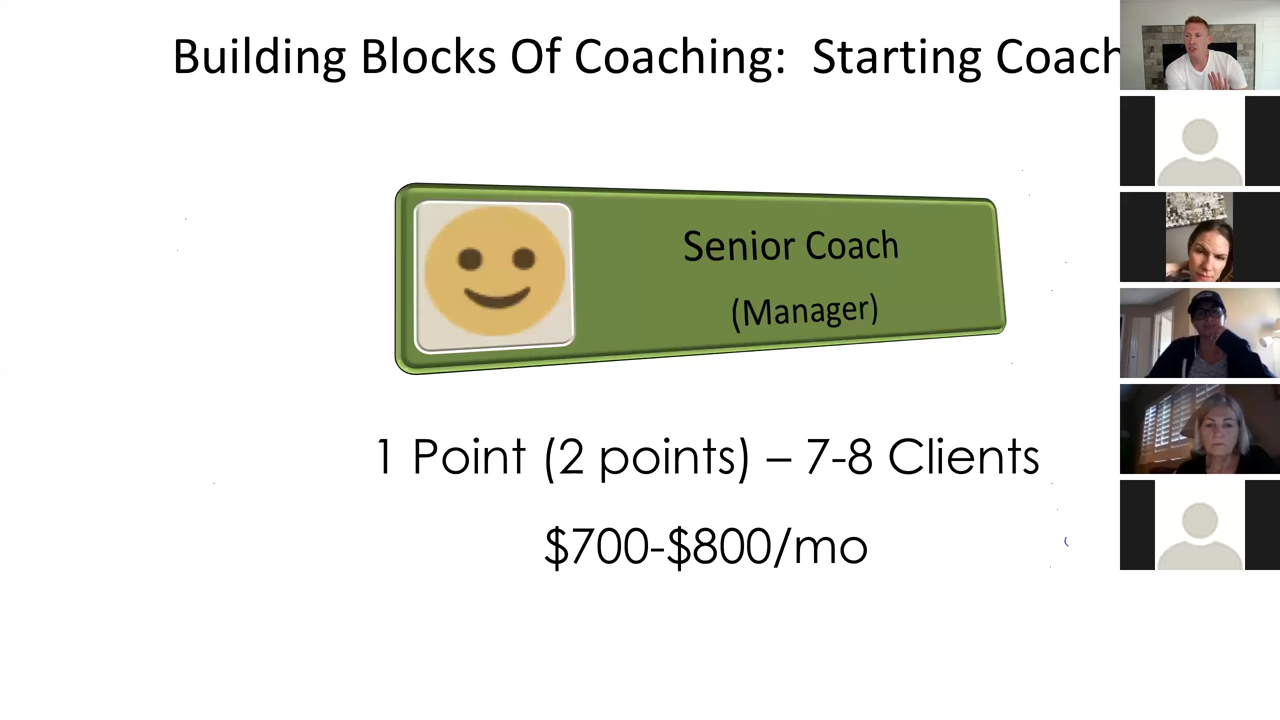 Building Blocks Of Coaching: Starting Coach
Senior Coach
(Manager)
1 Point (2 points) – 7-8 Clients
$700-$800/mo